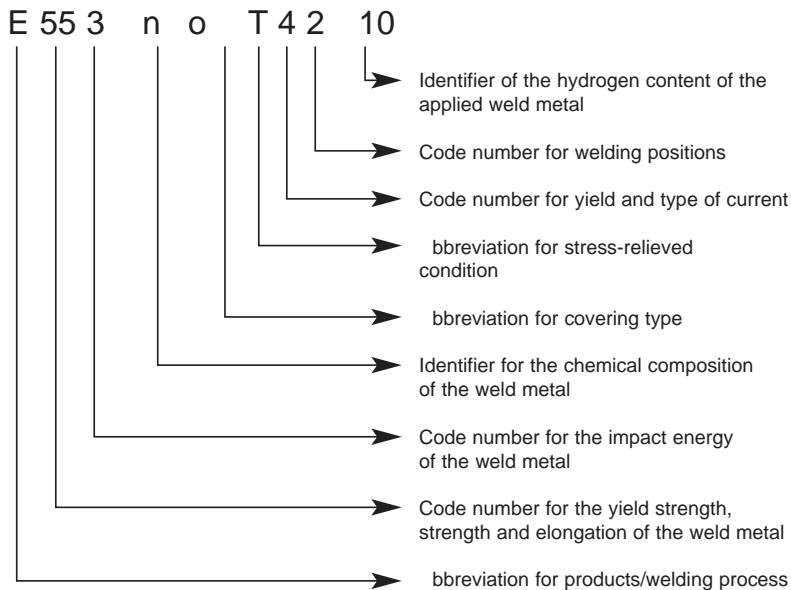 E 55 3 n o T 4 2 10
Identifier of the hydrogen content of the
applied weld metal
Code number for welding positions
Code number for yield and type of current
bbreviation for stress-relieved
condition
bbreviation for covering type
Identifier for the chemical composition
of the weld metal
Code number for the impact energy
of the weld metal
Code number for the yield strength,
strength and elongation of the weld metal
bbreviation for products/welding process